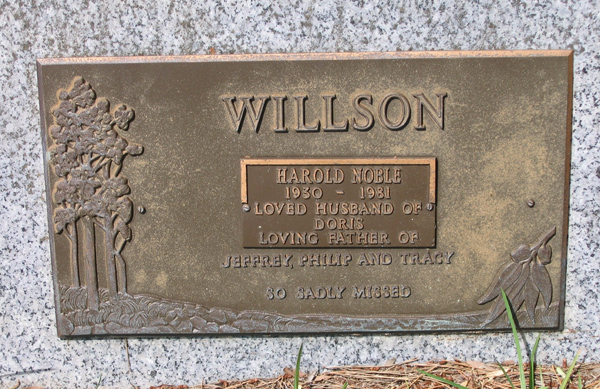 WILLSON
HAROLD NOBLE
1930 - 1981
LOVED HUSBAND OF
DORIS
LOVING FATHER OF
JEFFREY, PHILIP AND TRACY
SO SADLY MISSED